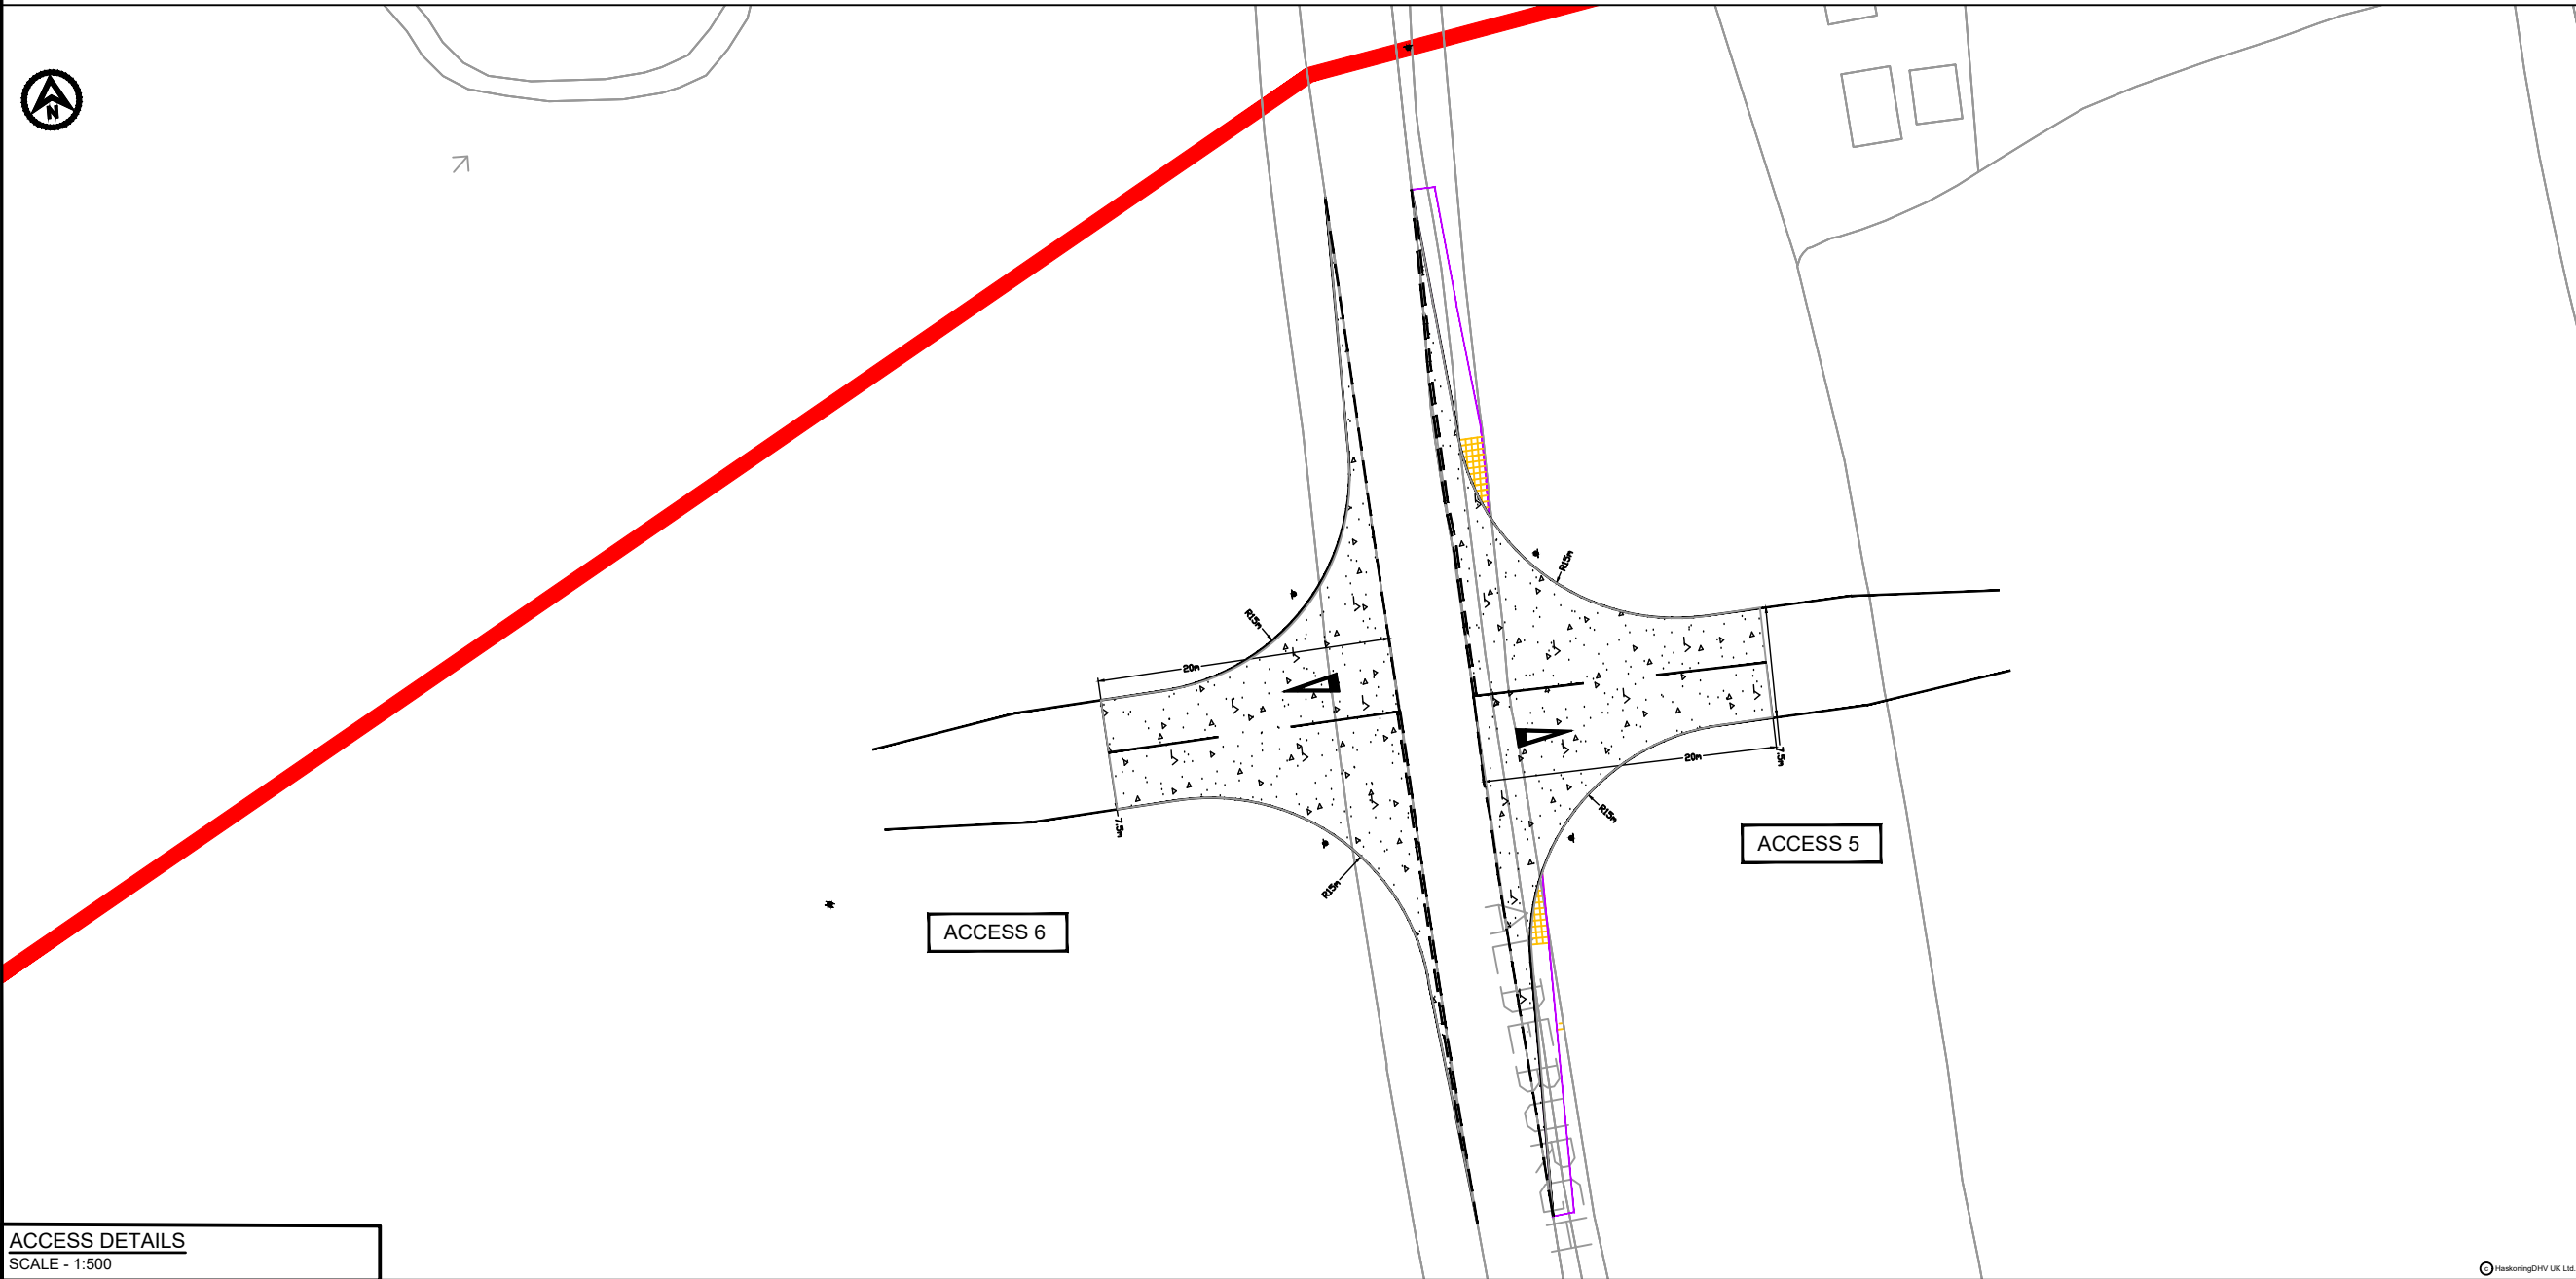 N
R15m
R15m
20m
20m
7.5m
R15m
7.5m
R15m
ACCESS 5
ACCESS 6
ACCESS DETAILS
SCALE - 1:500
c HaskoningDHV UK Ltd